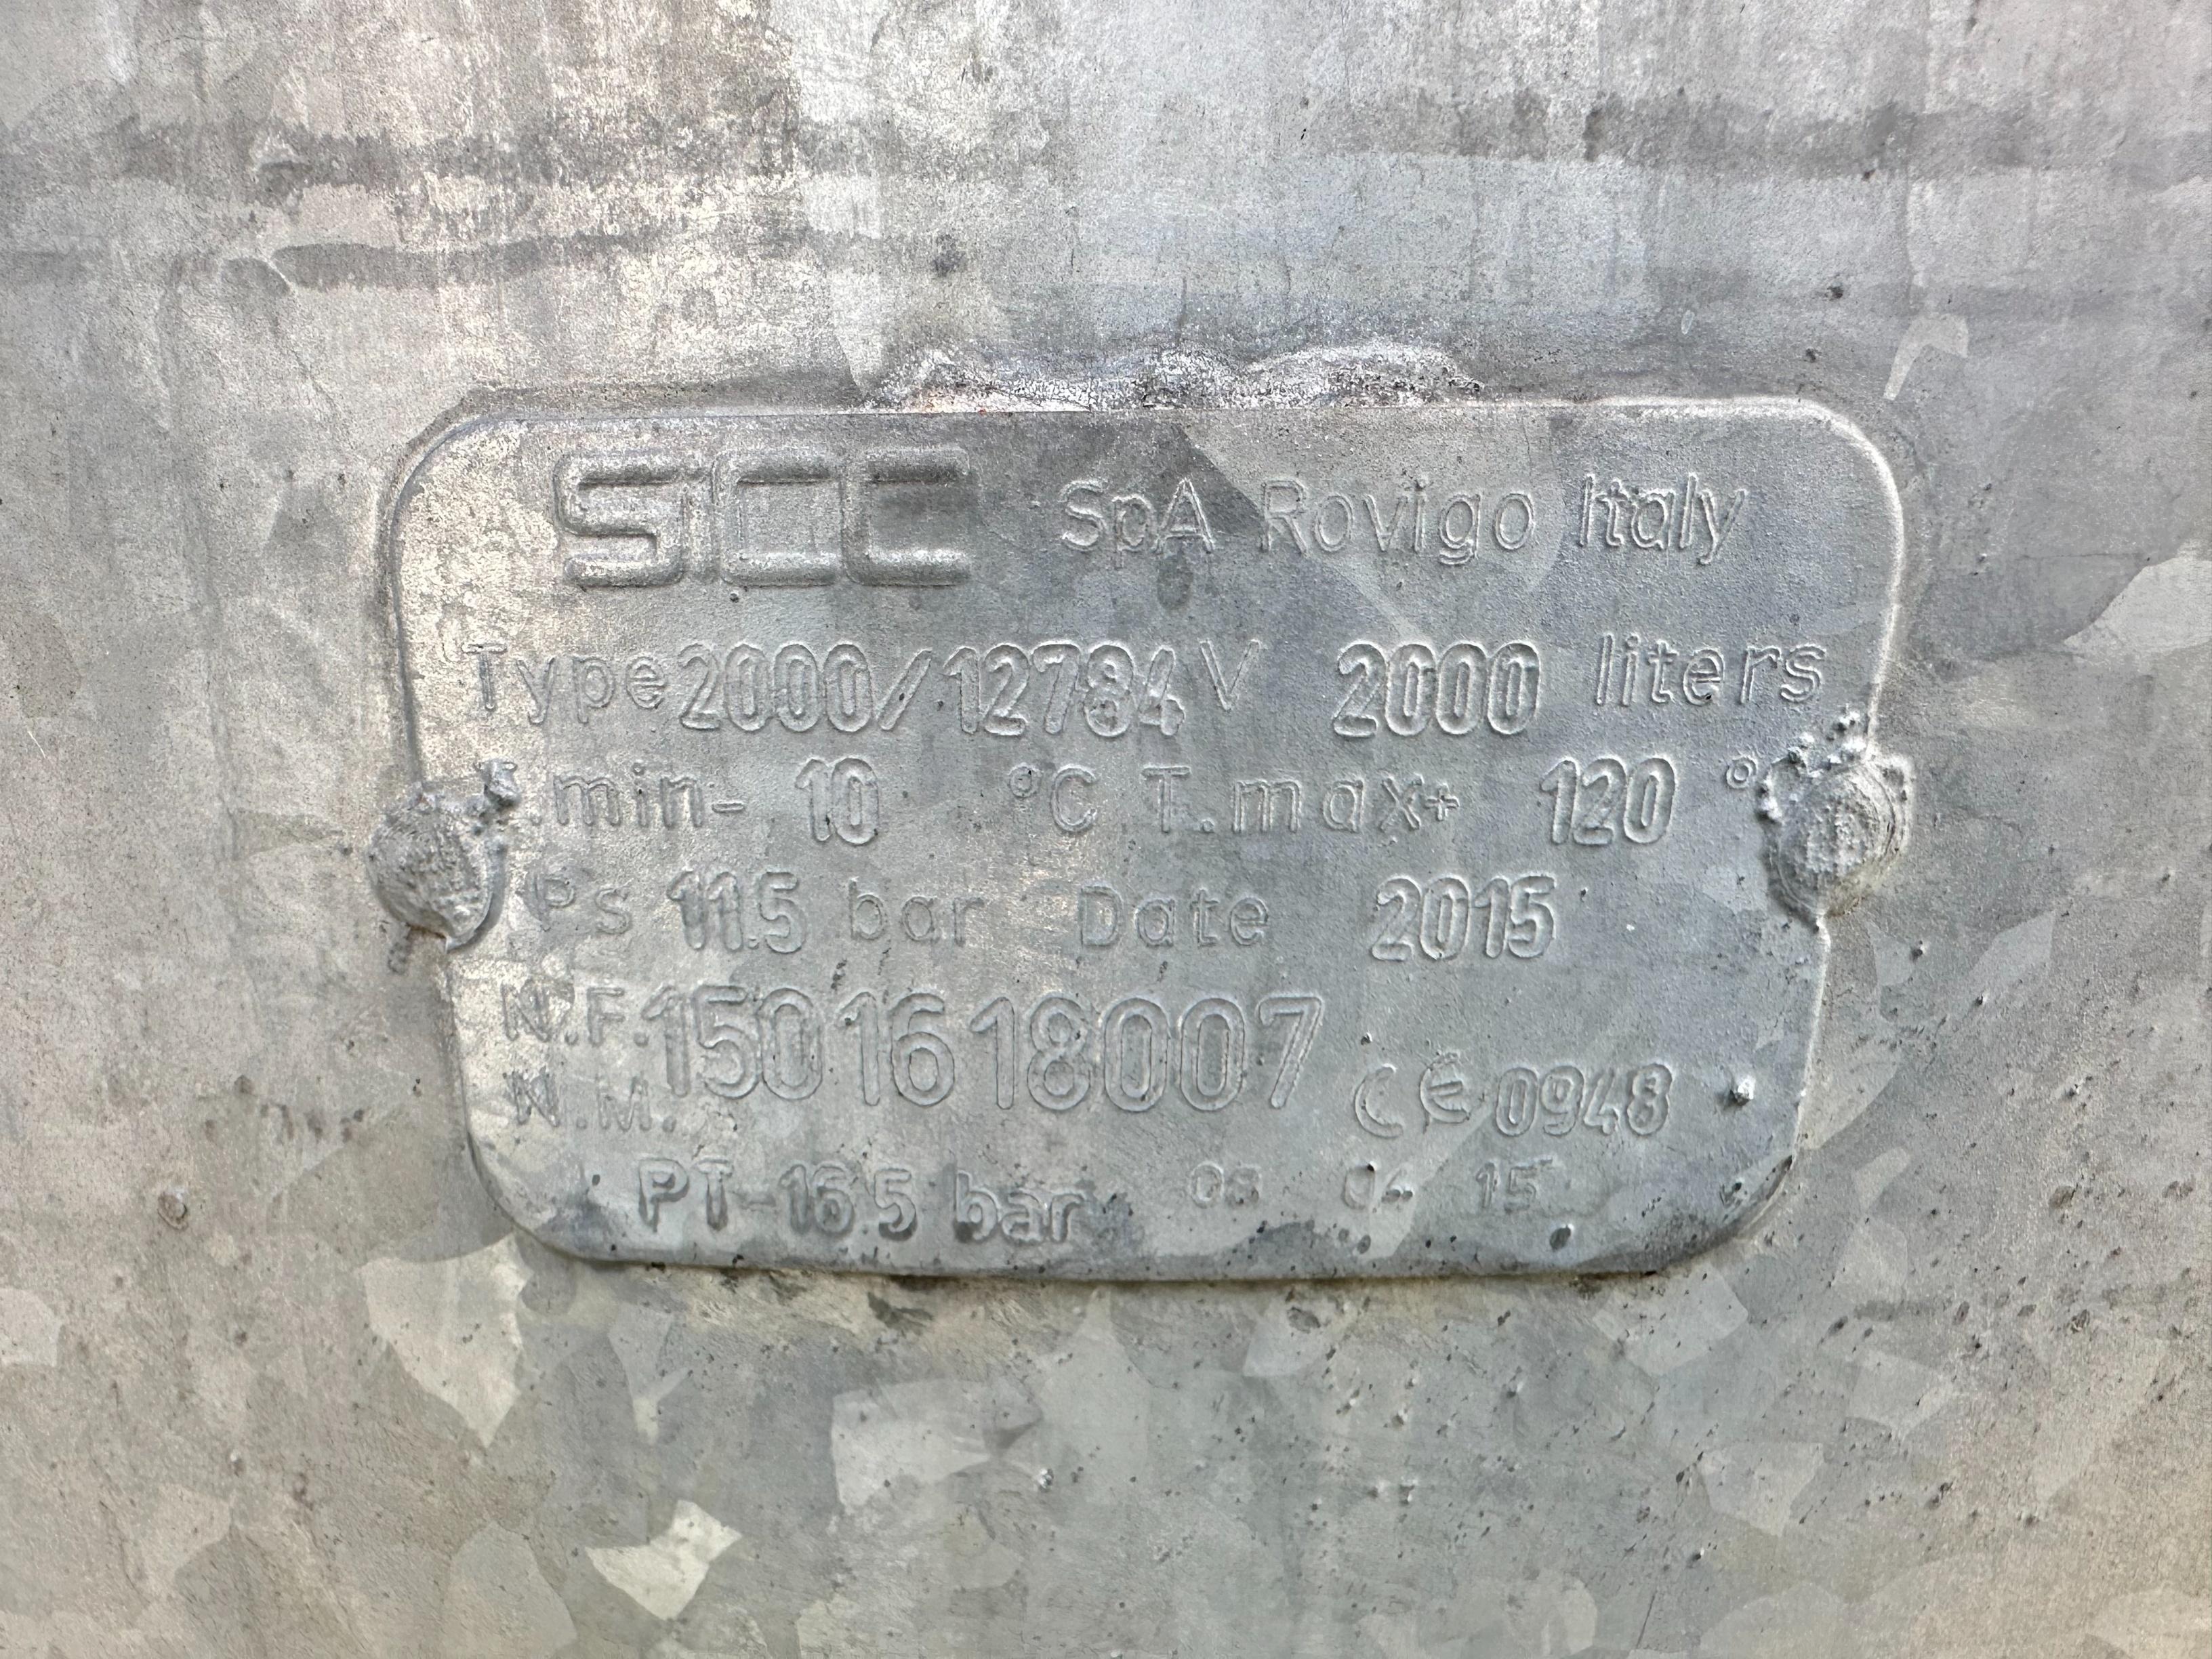 SICC SpA Rovigo Italy
Type 2000/12784 V 2000 liters
.min- 10 °C T.max+ 120 °
Ps 11.5 bar Date 2015
N.F. 1501618007
N.M. CE 0948
PT-16.5 bar 15